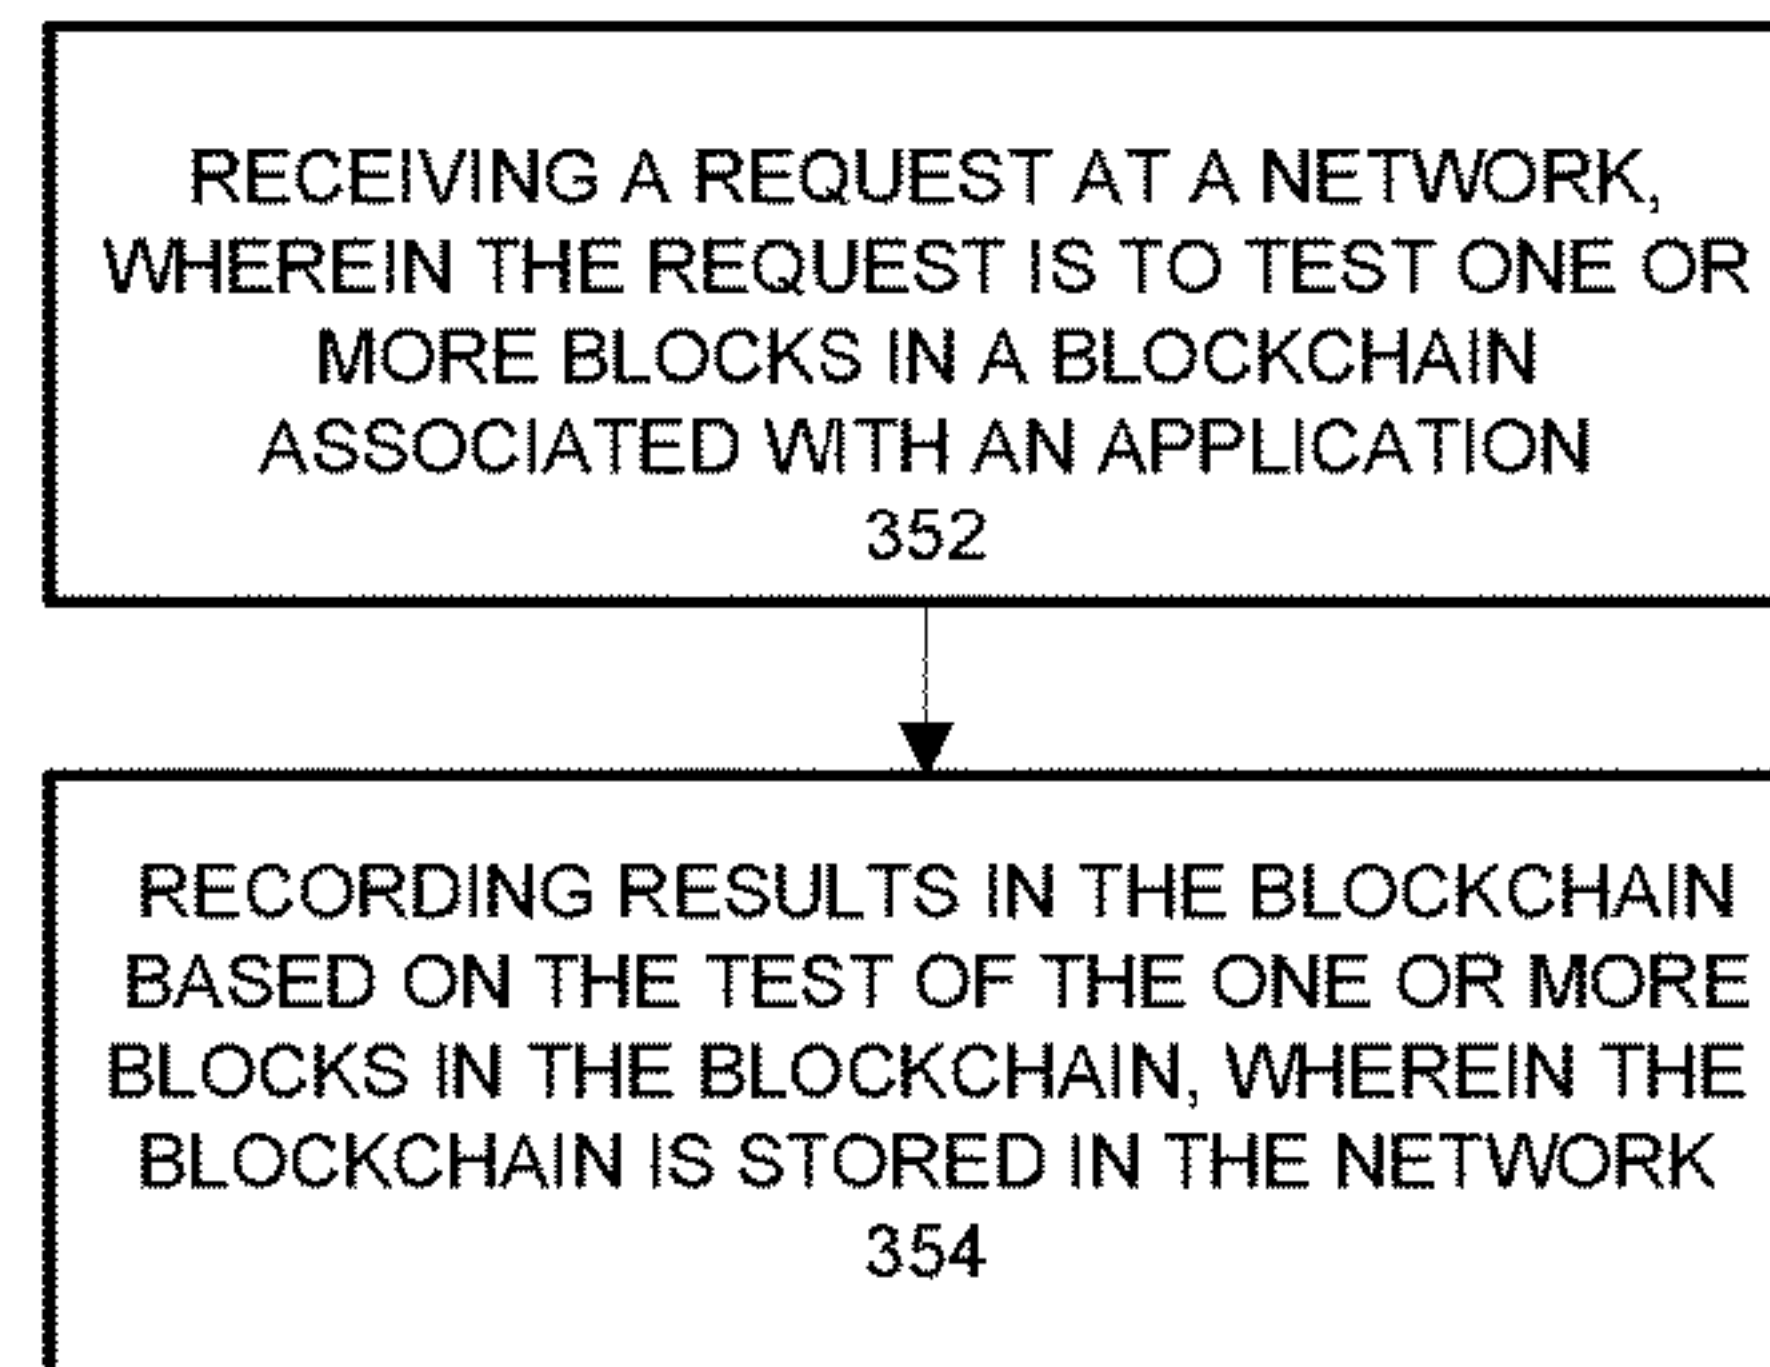 RECEIVING A REQUEST AT A NETWORK,
WHEREIN THE REQUEST IS TO TEST ONE OR
MORE BLOCKS IN A BLOCKCHAIN
ASSOCIATED WITH AN APPLICATION
352
RECORDING RESULTS IN THE BLOCKCHAIN
BASED ON THE TEST OF THE ONE OR MORE
BLOCKS IN THE BLOCKCHAIN, WHEREIN THE
BLOCKCHAIN IS STORED IN THE NETWORK
354